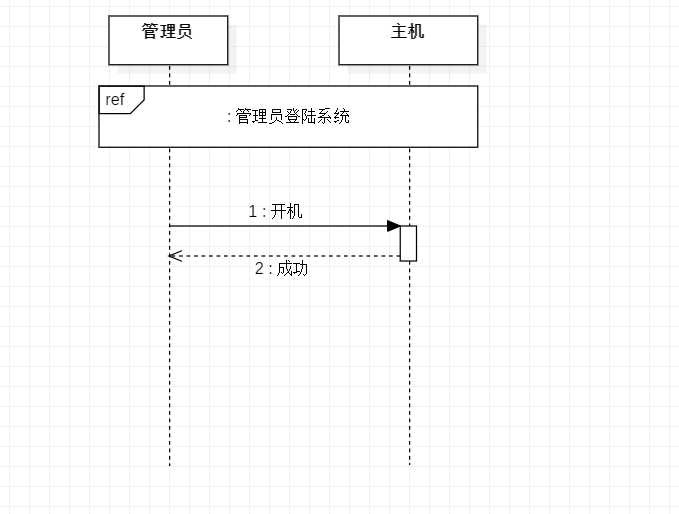 管理员
主机
ref
: 管理员登陆系统
1 : 开机
2 : 成功